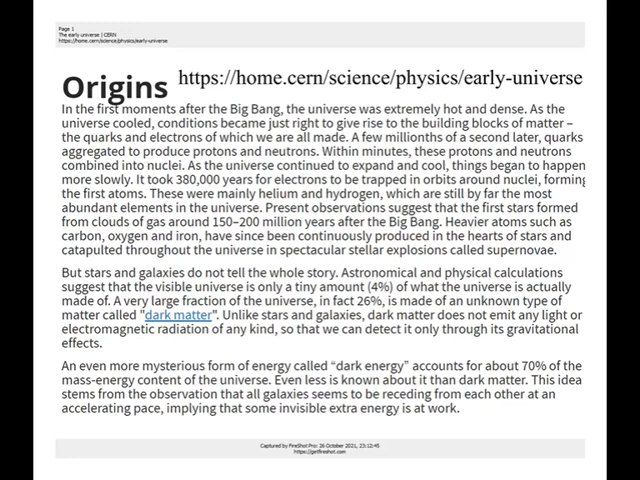 Page 1
The early universe | CERN
https://home.cern/science/physics/early-universe
Origins https://home.cern/science/physics/early-universe
In the first moments after the Big Bang, the universe was extremely hot and dense. As the
universe cooled, conditions became just right to give rise to the building blocks of matter –
the quarks and electrons of which we are all made. A few millionths of a second later, quarks
aggregated to produce protons and neutrons. Within minutes, these protons and neutrons
combined into nuclei. As the universe continued to expand and cool, things began to happen
more slowly. It took 380,000 years for electrons to be trapped in orbits around nuclei, forming
the first atoms. These were mainly helium and hydrogen, which are still by far the most
abundant elements in the universe. Present observations suggest that the first stars formed
from clouds of gas around 150–200 million years after the Big Bang. Heavier atoms such as
carbon, oxygen and iron, have since been continuously produced in the hearts of stars and
catapulted throughout the universe in spectacular stellar explosions called supernovae.
But stars and galaxies do not tell the whole story. Astronomical and physical calculations
suggest that the visible universe is only a tiny amount (4%) of what the universe is actually
made of. A very large fraction of the universe, in fact 26%, is made of an unknown type of
matter called "dark matter". Unlike stars and galaxies, dark matter does not emit any light or
electromagnetic radiation of any kind, so that we can detect it only through its gravitational
effects.
An even more mysterious form of energy called “dark energy” accounts for about 70% of the
mass-energy content of the universe. Even less is known about it than dark matter. This idea
stems from the observation that all galaxies seems to be receding from each other at an
accelerating pace, implying that some invisible extra energy is at work.
Captured by FireShot Pro: 26 October 2021, 23:12:45
https://getfireshot.com